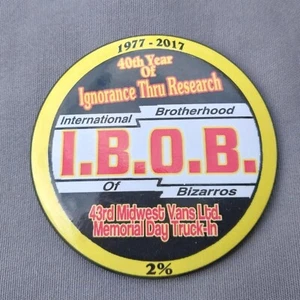 1977 - 2017
40th Year
Of
Ignorance Thru Research
International Brotherhood
I.B.O.B.
Of Bizarros
43rd Midwest Vans Ltd.
Memorial Day Truck-In
2%